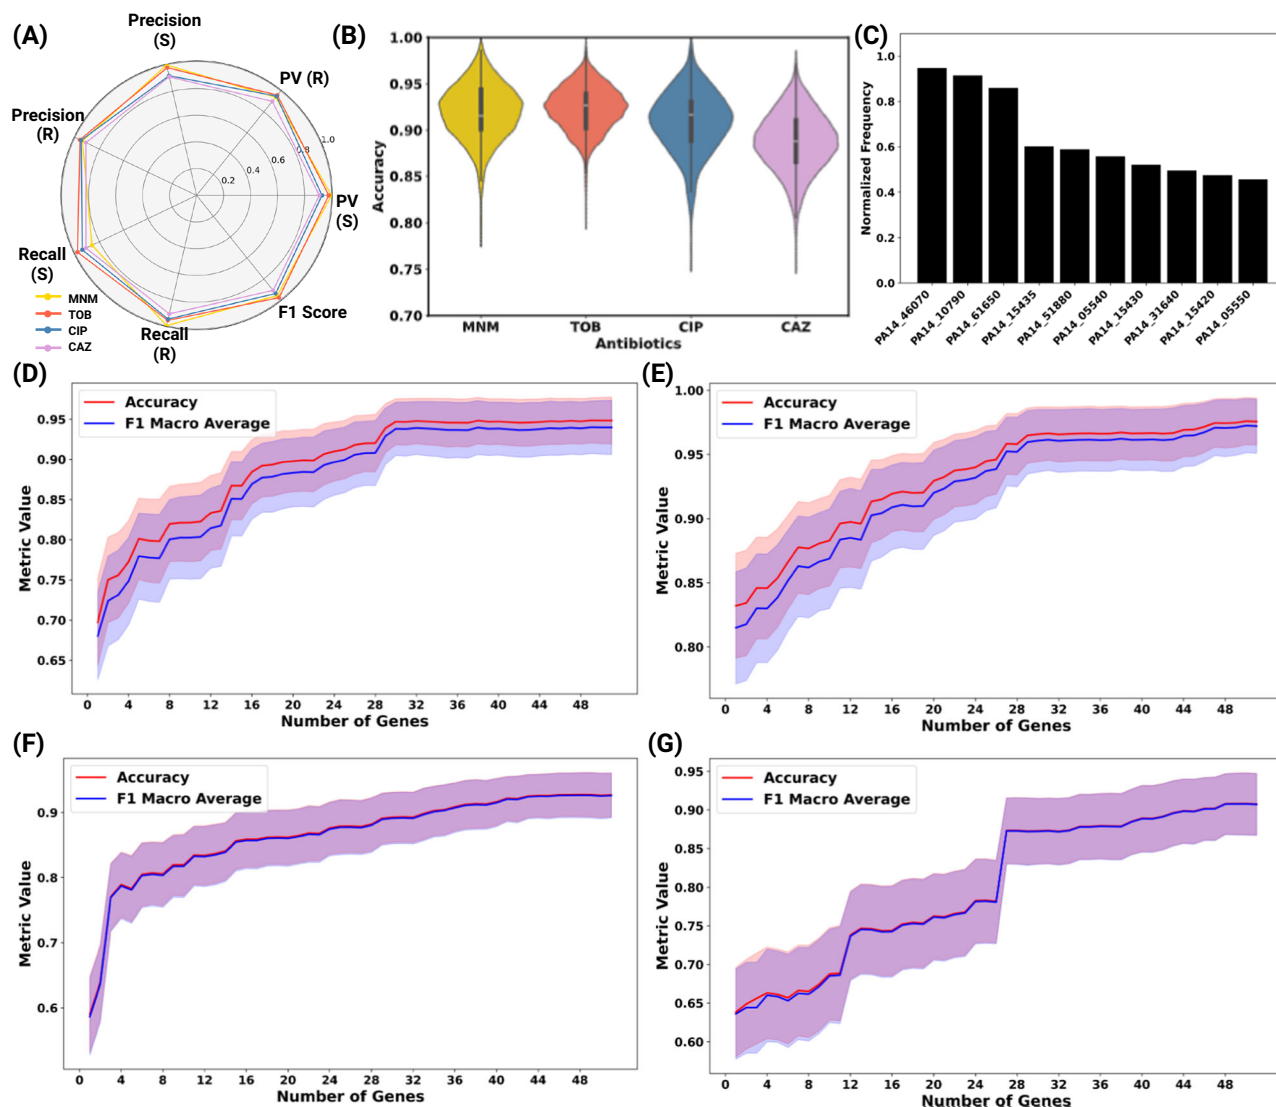 (A)
Precision
(S)
PV (R)
Precision
(R)
1.0
0.8
0.6
0.4
0.2
PV
(S)
Recall
(S)
F1 Score
Recall
(R)
MNM
TOB
CIP
CAZ
(B)
1.00
0.95
0.90
0.85
0.80
0.75
0.70
Accuracy
MNM TOB CIP CAZ
Antibiotics
(C)
1.0
0.8
0.6
0.4
0.2
0.0
Normalized Frequency
PA14_46070
PA14_10790
PA14_61650
PA14_15435
PA14_51880
PA14_05540
PA14_15430
PA14_31640
PA14_15420
PA14_05550
(D)
Accuracy
F1 Macro Average
0.95
0.90
0.85
0.80
0.75
0.70
0.65
Metric Value
0 4 8 12 16 20 24 28 32 36 40 44 48
Number of Genes
(E)
Accuracy
F1 Macro Average
1.00
0.95
0.90
0.85
0.80
Metric Value
0 4 8 12 16 20 24 28 32 36 40 44 48
Number of Genes
(F)
Accuracy
F1 Macro Average
0.9
0.8
0.7
0.6
Metric Value
0 4 8 12 16 20 24 28 32 36 40 44 48
Number of Genes
(G)
Accuracy
F1 Macro Average
0.95
0.90
0.85
0.80
0.75
0.70
0.65
0.60
Metric Value
0 4 8 12 16 20 24 28 32 36 40 44 48
Number of Genes